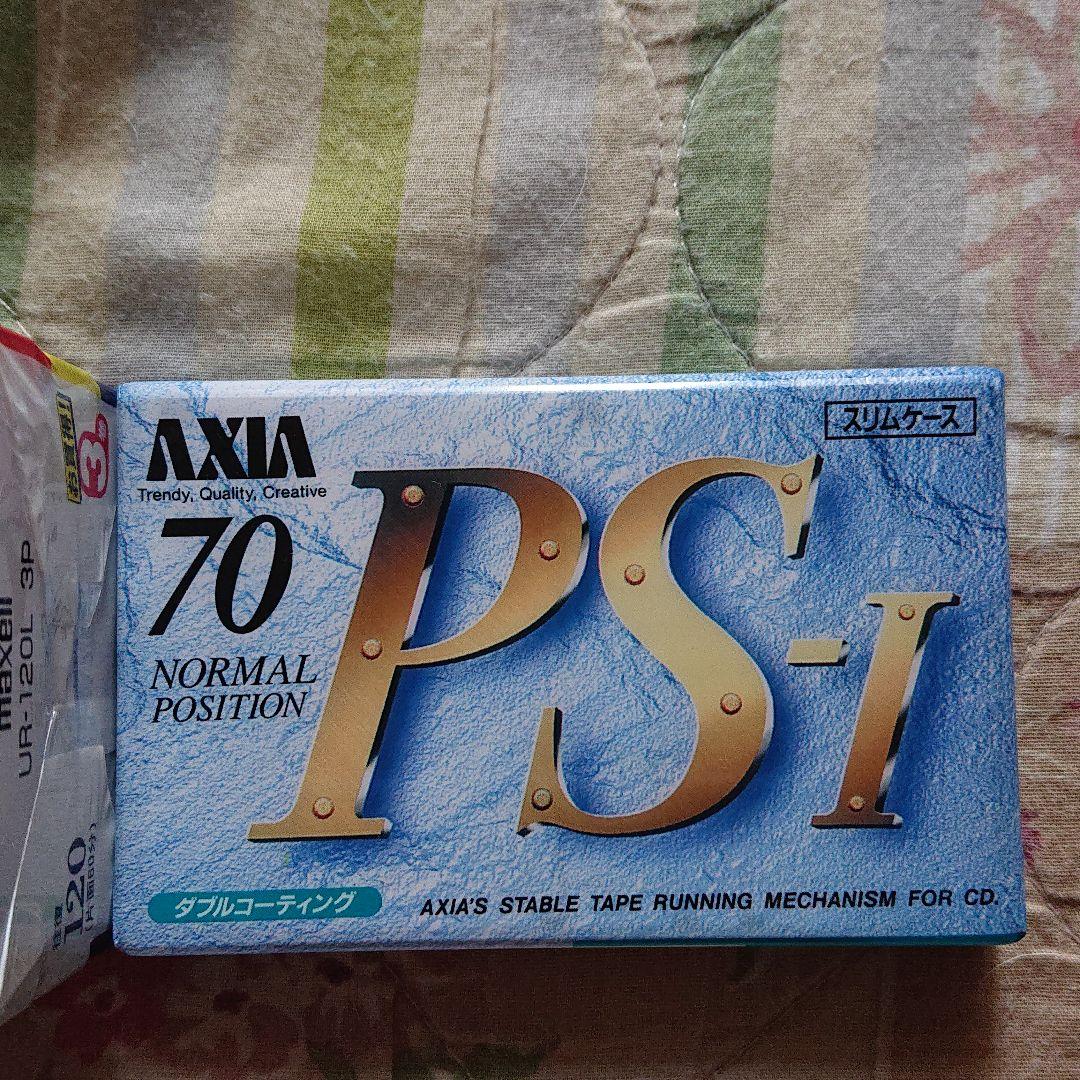 AXIA
Trendy, Quality, Creative
70
NORMAL
POSITION
PS-I
スリムケース
ダブルコーティング
AXIA'S STABLE TAPE RUNNING MECHANISM FOR CD.
maxell
UR-120L 3P
120